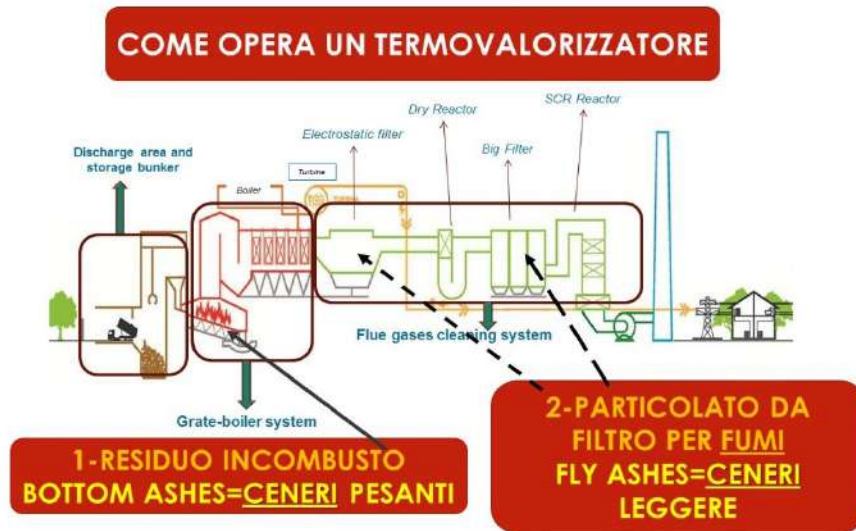 COME OPERA UN TERMOVALORIZZATORE
SCR Reactor
Dry Reactor
Electrostatic filter
Big Filter
Discharge area and
storage bunker
Turbine
Boiler
Flue gases cleaning system
Grate-boiler system
1-RESIDUO INCOMBUSTO
BOTTOM ASHES=CENERI PESANTI
2-PARTICOLATO DA
FILTRO PER FUMI
FLY ASHES=CENERI
LEGGERE